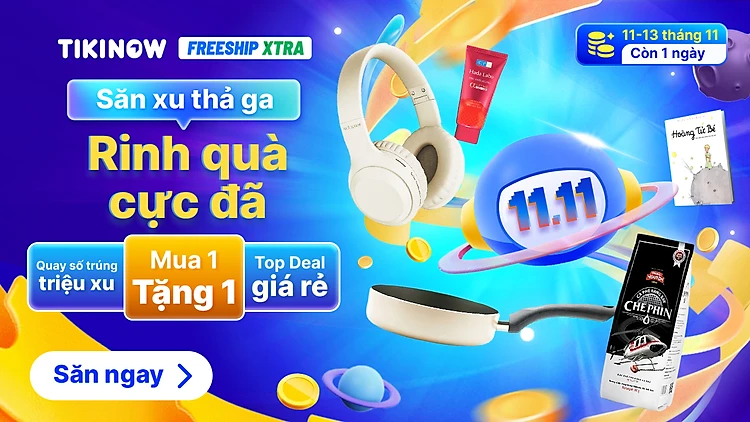 TIKINOW
FREESHIP XTRA
11-13 tháng 11
Còn 1 ngày
Săn xu thả ga
Rinh quà
cực đã
Quay số trúng
triệu xu
Mua 1
Tặng 1
Top Deal
giá rẻ
Săn ngay
Hada Labo
11.11
Hoàng Tử Bé
CHẾ PHIN